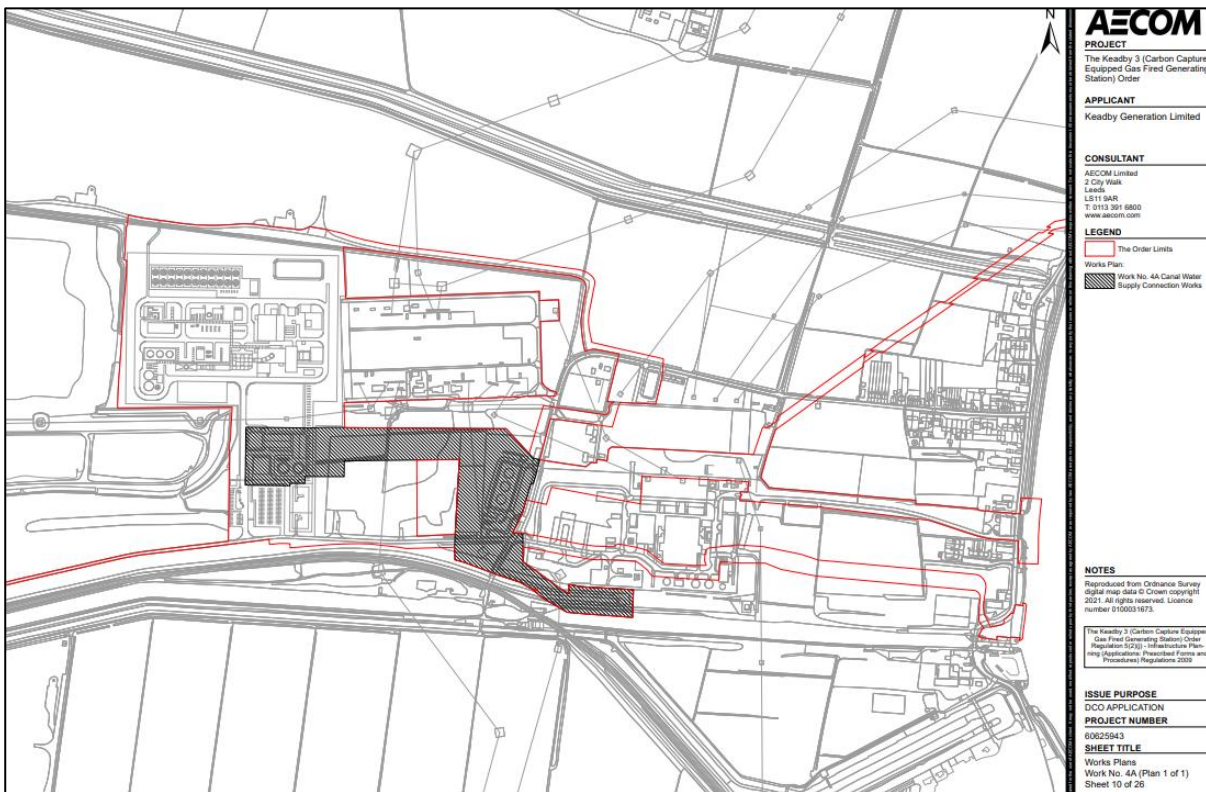 N
AECOM
PROJECT
The Keadby 3 (Carbon Capture
Equipped Gas Fired Generating
Station) Order
APPLICANT
Keadby Generation Limited
CONSULTANT
AECOM Limited
2 City Walk
Leeds
LS11 9AR
T: 0113 391 6800
www.aecom.com
LEGEND
The Order Limits
Works Plan:
Work No. 4A Canal Water
Supply Connection Works
NOTES
Reproduced from Ordnance Survey
digital map data © Crown copyright
2021. All rights reserved. Licence
number 0100031673.
The Keadby 3 (Carbon Capture Equipped
Gas Fired Generating Station) Order
Regulation 5(2)(j) - Infrastructure Plan-
ning (Applications: Prescribed Forms and
Procedures) Regulations 2009
ISSUE PURPOSE
DCO APPLICATION
PROJECT NUMBER
60625943
SHEET TITLE
Works Plans
Work No. 4A (Plan 1 of 1)
Sheet 10 of 26